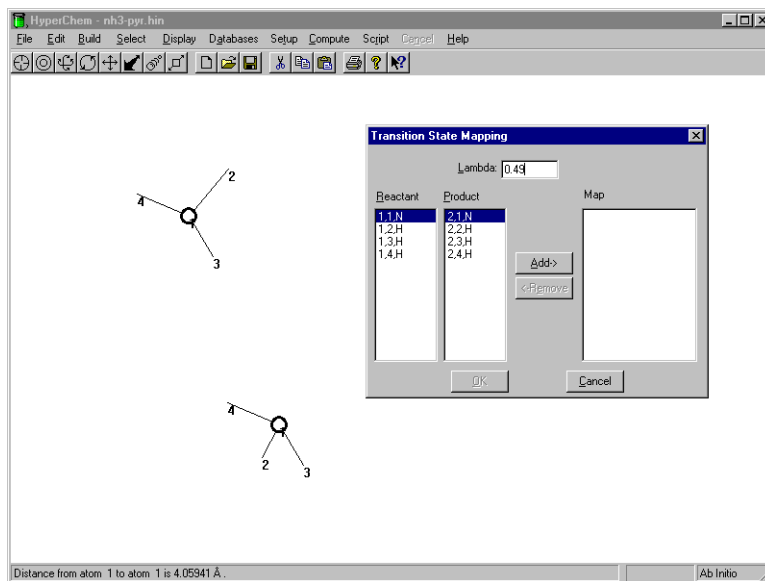 HyperChem - nh3-pyr.hin
File Edit Build Select Display Databases Setup Compute Script Cancel Help
Transition State Mapping
Lambda: 0.49
Reactant Product Map
1,1,N 2,1,N
1,2,H 2,2,H
1,3,H 2,3,H
1,4,H 2,4,H
Add->
<-Remove
OK Cancel
2
4
1
3
4
1
2
3
Distance from atom 1 to atom 1 is 4.05941 Å.
Ab Initio